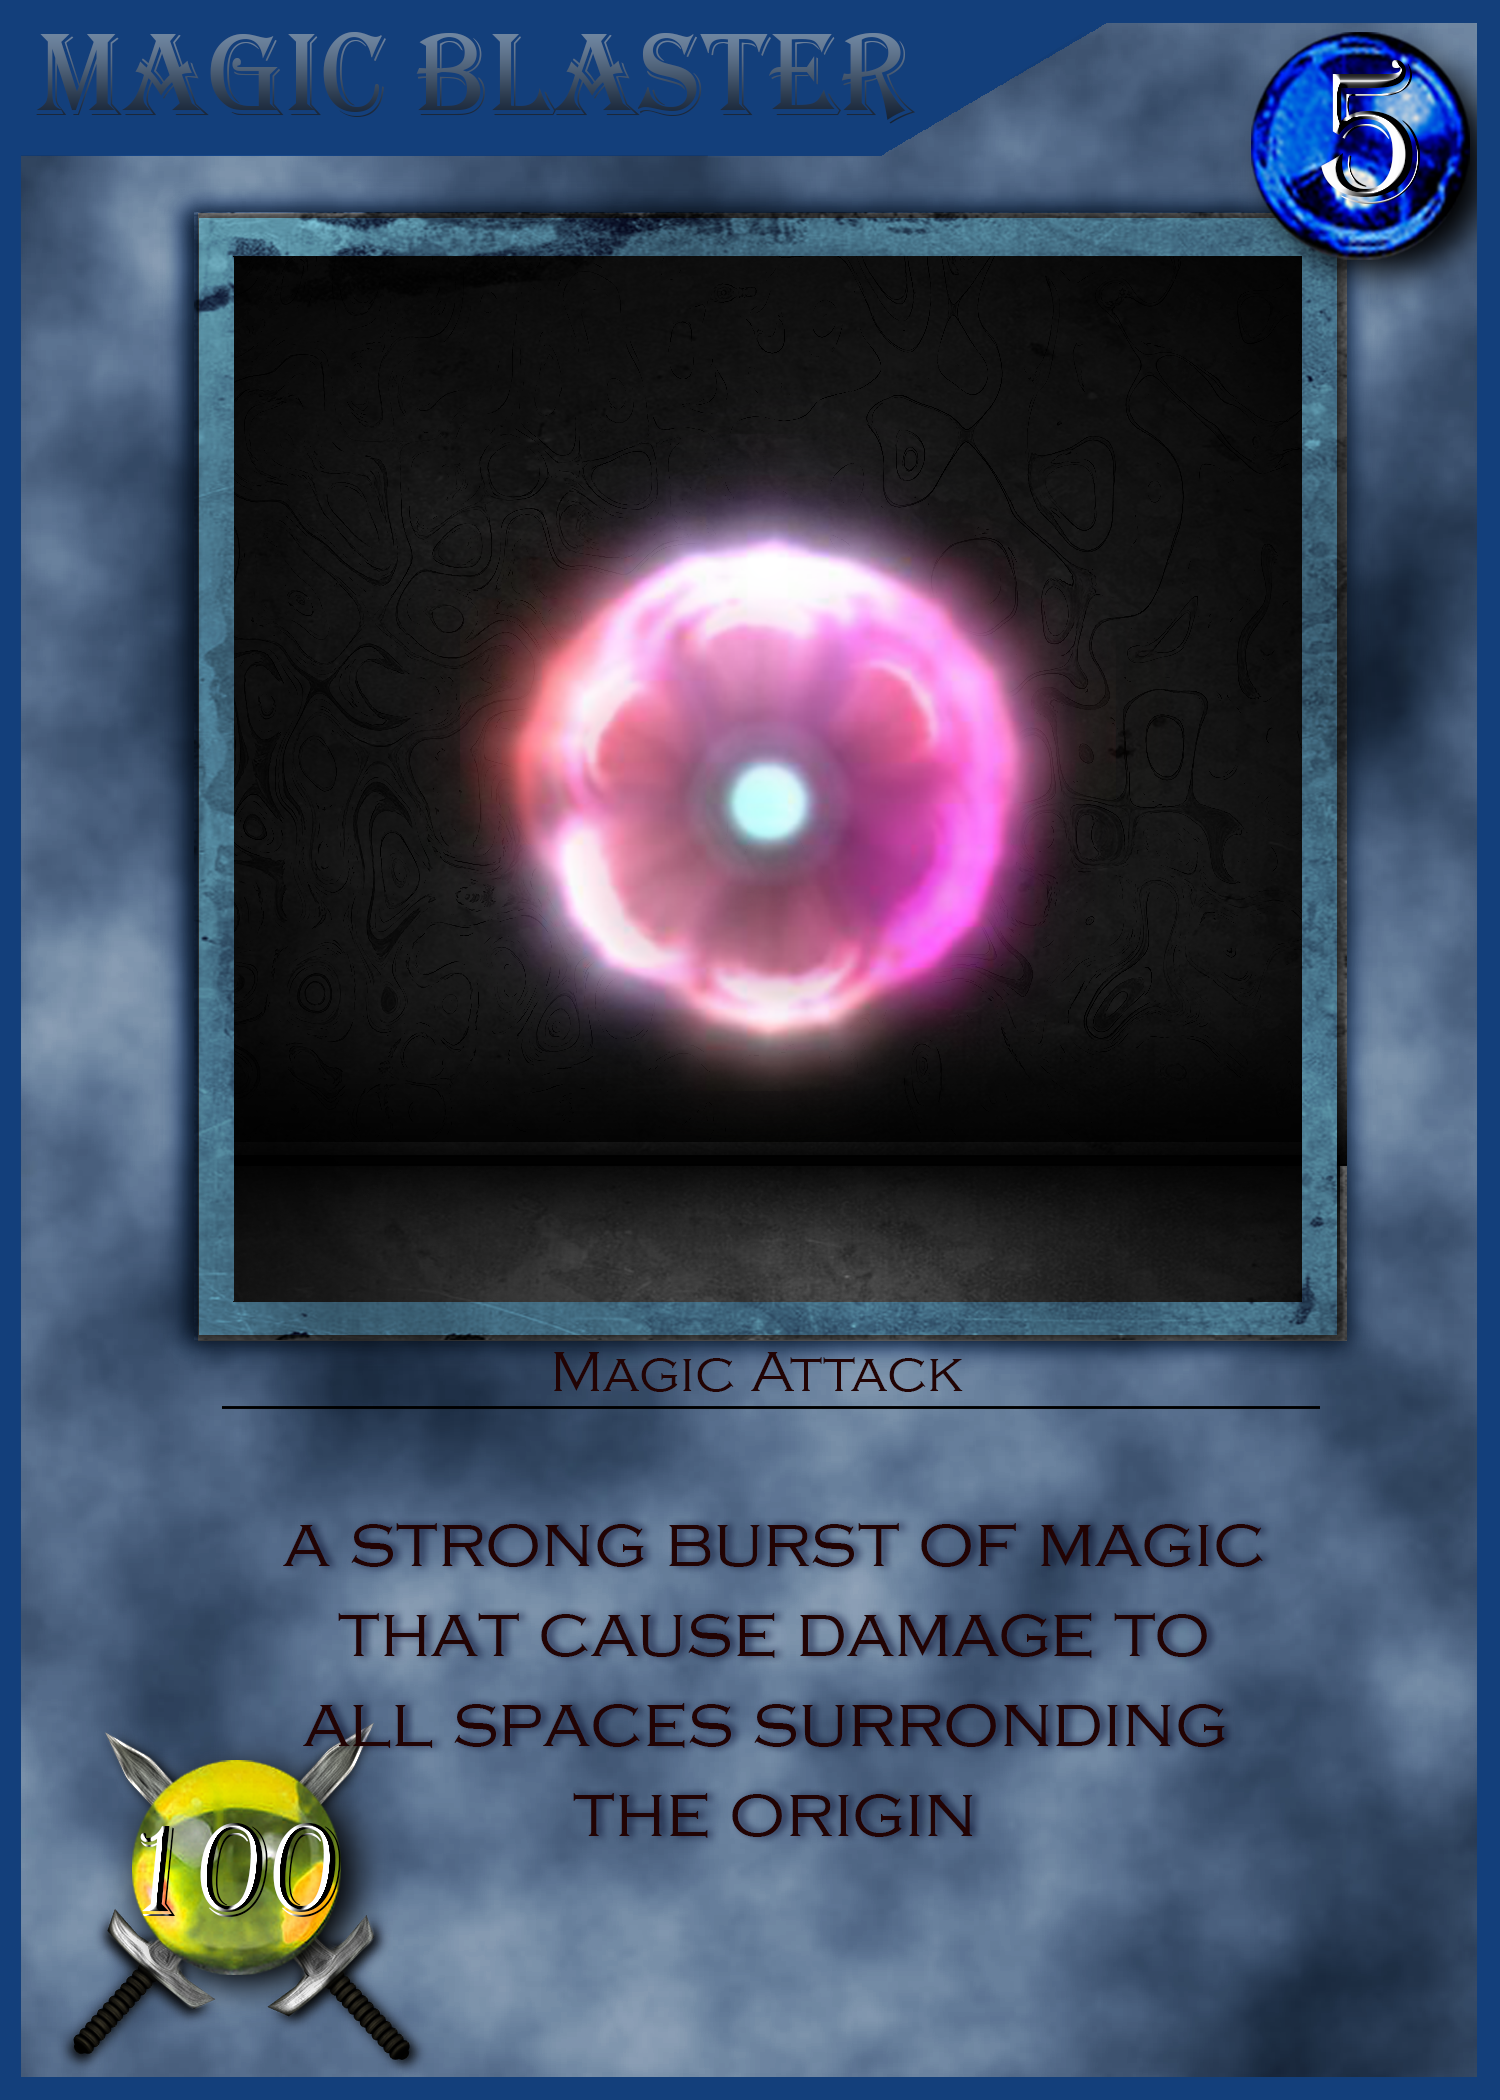 MAGIC BLASTER
5
MAGIC ATTACK
A STRONG BURST OF MAGIC
THAT CAUSE DAMAGE TO
ALL SPACES SURRONDING
THE ORIGIN
100